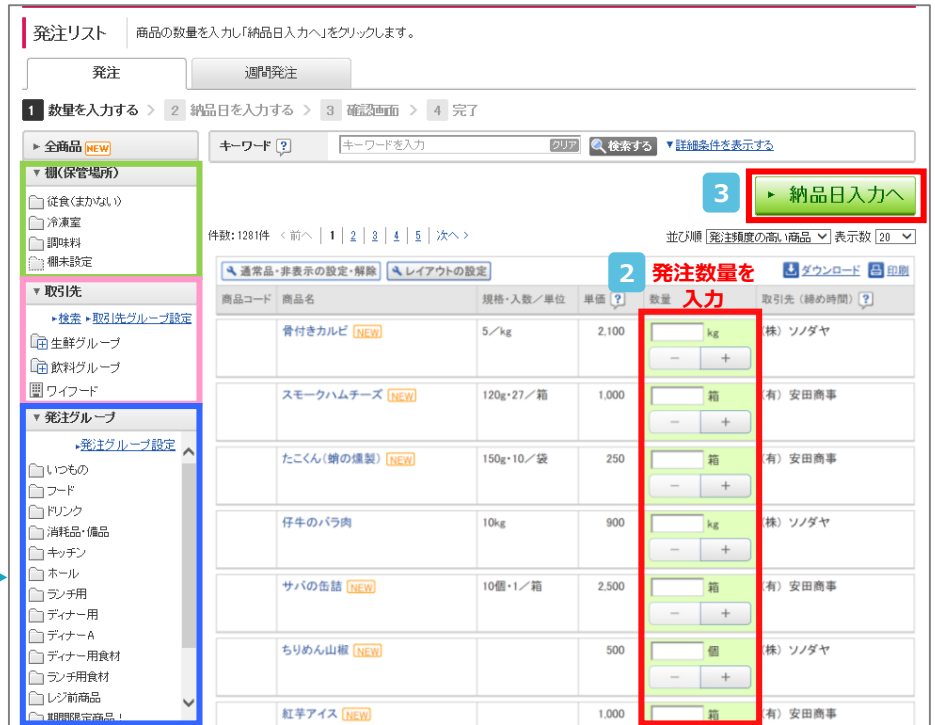 発注リスト 商品の数量を入力し「納品日入力へ」をクリックします。
発注 週間発注
1 数量を入力する > 2 納品日を入力する > 3 確認画面 > 4 完了
▶ 全商品 NEW
キーワード ? キーワードを入力 クリア 検索する ▼詳細条件を表示する
▼ 棚(保管場所)
従食(まかない)
冷凍室
調味料
棚未設定
3 ▶ 納品日入力へ
件数:1281件 <前へ | 1 | 2 | 3 | 4 | 5 | 次へ>
並び順 発注頻度の高い商品 表示数 20
▼ 取引先
▶検索 ▶取引先グループ設定
生鮮グループ
飲料グループ
ワイフード
▼ 発注グループ
▶発注グループ設定
いつもの
フード
ドリンク
消耗品・備品
キッチン
ホール
ランチ用
ディナー用
ディナーA
ディナー用食材
ランチ用食材
レジ前商品
期間限定商品!
通常品・非表示の設定・解除 レイアウトの設定
2 発注数量を
入力
ダウンロード 印刷
商品コード 商品名 規格・入数/単位 単価 ? 数量 取引先 (締め時間) ?
骨付きカルビ NEW 5/kg 2,100 kg (株) ソノダヤ
− +
スモークハムチーズ NEW 120g・27/箱 1,000 箱 (有) 安田商事
− +
たこくん(蛸の燻製) NEW 150g・10/袋 250 箱 (有) 安田商事
− +
仔牛のバラ肉 10kg 900 kg (株) ソノダヤ
− +
サバの缶詰 NEW 10個・1/箱 2,500 箱 (有) 安田商事
− +
ちりめん山椒 NEW 500 個 (株) ソノダヤ
− +
紅芋アイス NEW 1,000 箱 (有) 安田商事